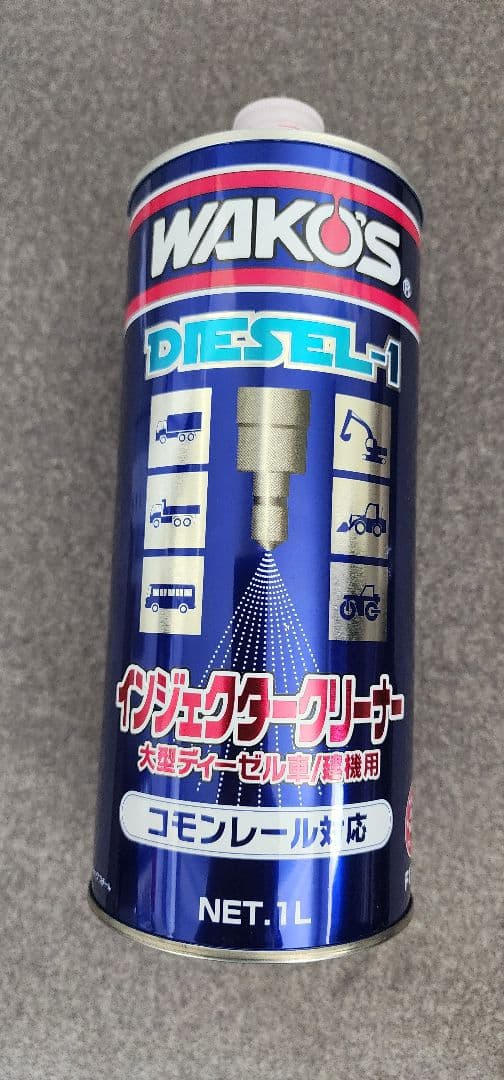 WAKO'S
®
DIESEL-1
インジェクタークリーナー
大型ディーゼル車/建機用
コモンレール対応
NET.1L